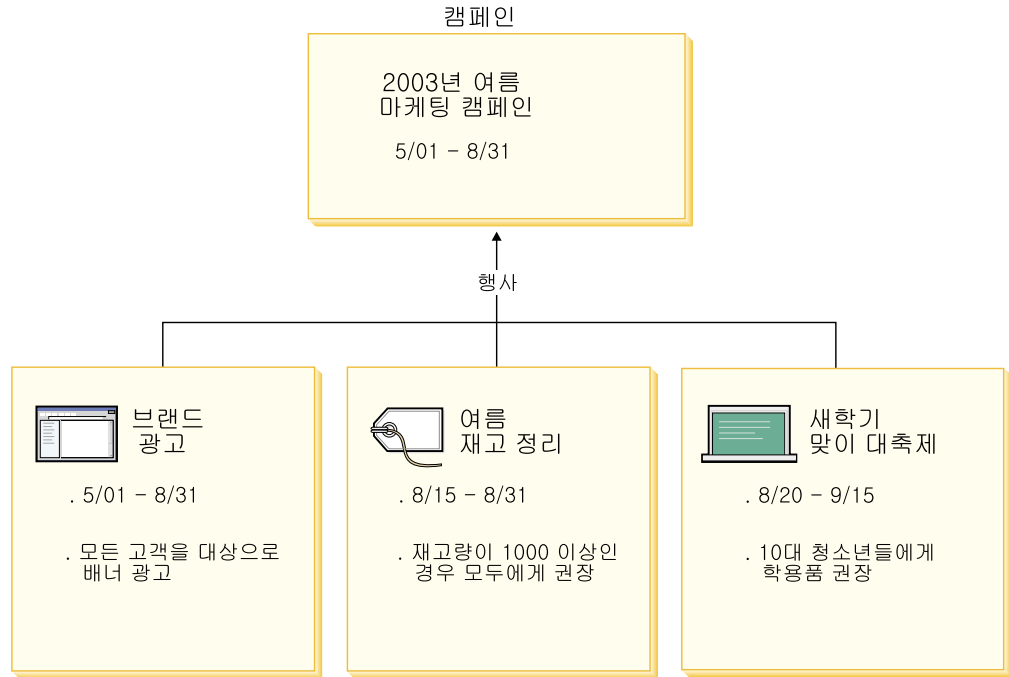 캠페인
2003년 여름
마케팅 캠페인
5/01 - 8/31
행사
브랜드
광고
. 5/01 - 8/31
. 모든 고객을 대상으로
배너 광고
여름
재고 정리
. 8/15 - 8/31
. 재고량이 1000 이상인
경우 모두에게 권장
새학기
맞이 대축제
. 8/20 - 9/15
. 10대 청소년들에게
학용품 권장